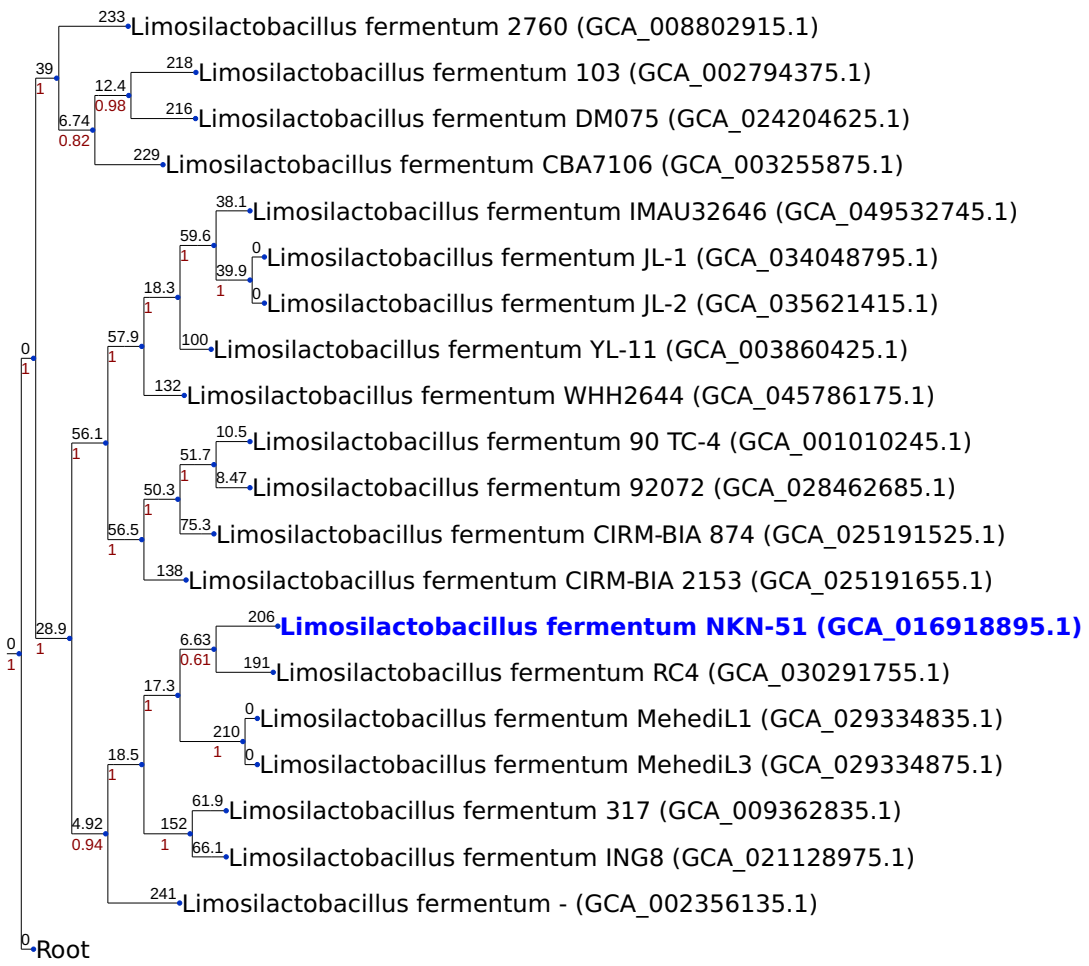 233
Limosilactobacillus fermentum 2760 (GCA_008802915.1)
39
1
218
Limosilactobacillus fermentum 103 (GCA_002794375.1)
12.4
0.98
216
Limosilactobacillus fermentum DM075 (GCA_024204625.1)
6.74
0.82
229
Limosilactobacillus fermentum CBA7106 (GCA_003255875.1)
38.1
Limosilactobacillus fermentum IMAU32646 (GCA_049532745.1)
59.6
1
0
Limosilactobacillus fermentum JL-1 (GCA_034048795.1)
39.9
1
0
Limosilactobacillus fermentum JL-2 (GCA_035621415.1)
18.3
1
100
Limosilactobacillus fermentum YL-11 (GCA_003860425.1)
57.9
1
0
1
132
Limosilactobacillus fermentum WHH2644 (GCA_045786175.1)
56.1
1
10.5
Limosilactobacillus fermentum 90 TC-4 (GCA_001010245.1)
51.7
1
8.47
Limosilactobacillus fermentum 92072 (GCA_028462685.1)
50.3
1
75.3
Limosilactobacillus fermentum CIRM-BIA 874 (GCA_025191525.1)
56.5
1
138
Limosilactobacillus fermentum CIRM-BIA 2153 (GCA_025191655.1)
206
Limosilactobacillus fermentum NKN-51 (GCA_016918895.1)
28.9
1
6.63
0.61
0
1
191
Limosilactobacillus fermentum RC4 (GCA_030291755.1)
17.3
1
0
Limosilactobacillus fermentum MehediL1 (GCA_029334835.1)
210
1
0
Limosilactobacillus fermentum MehediL3 (GCA_029334875.1)
18.5
1
61.9
Limosilactobacillus fermentum 317 (GCA_009362835.1)
4.92
0.94
152
1
66.1
Limosilactobacillus fermentum ING8 (GCA_021128975.1)
241
Limosilactobacillus fermentum - (GCA_002356135.1)
0
Root